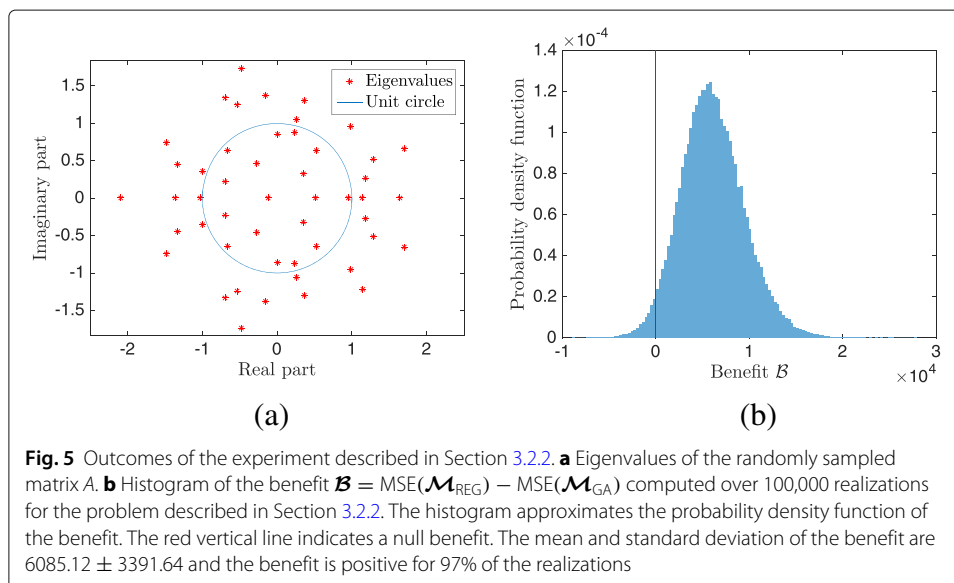 Eigenvalues
Unit circle
1.5
1
0.5
0
-0.5
-1
-1.5
-2
-1
0
1
2
Imaginary part
Real part
(a)
×10⁻⁴
1.4
1.2
1
0.8
0.6
0.4
0.2
0
-1
0
1
2
3
×10⁴
Probability density function
Benefit 𝓑
(b)
Fig. 5 Outcomes of the experiment described in Section 3.2.2. a Eigenvalues of the randomly sampled
matrix A. b Histogram of the benefit 𝓑 = MSE(𝓜REG) − MSE(𝓜GA) computed over 100,000 realizations
for the problem described in Section 3.2.2. The histogram approximates the probability density function of
the benefit. The red vertical line indicates a null benefit. The mean and standard deviation of the benefit are
6085.12 ± 3391.64 and the benefit is positive for 97% of the realizations